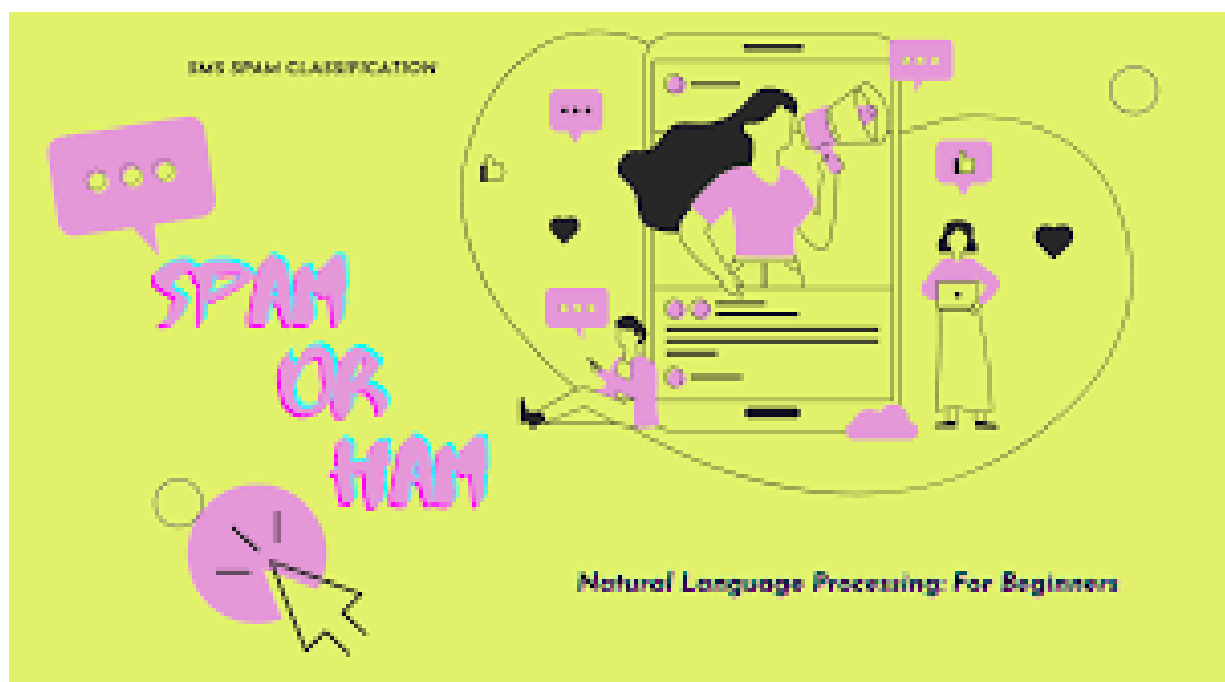 SMS SPAM CLASSIFICATION
SPAM
OR
HAM
Natural Language Processing: For Beginners